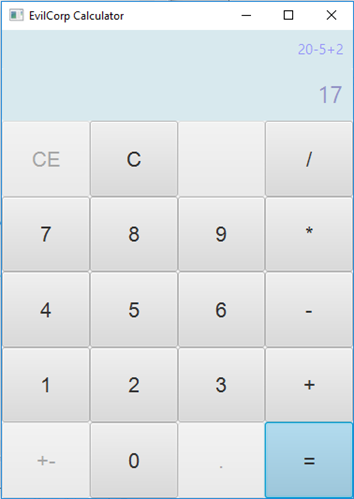 EvilCorp Calculator
20-5+2
17
CE C /
7 8 9 *
4 5 6 -
1 2 3 +
+- 0 . =